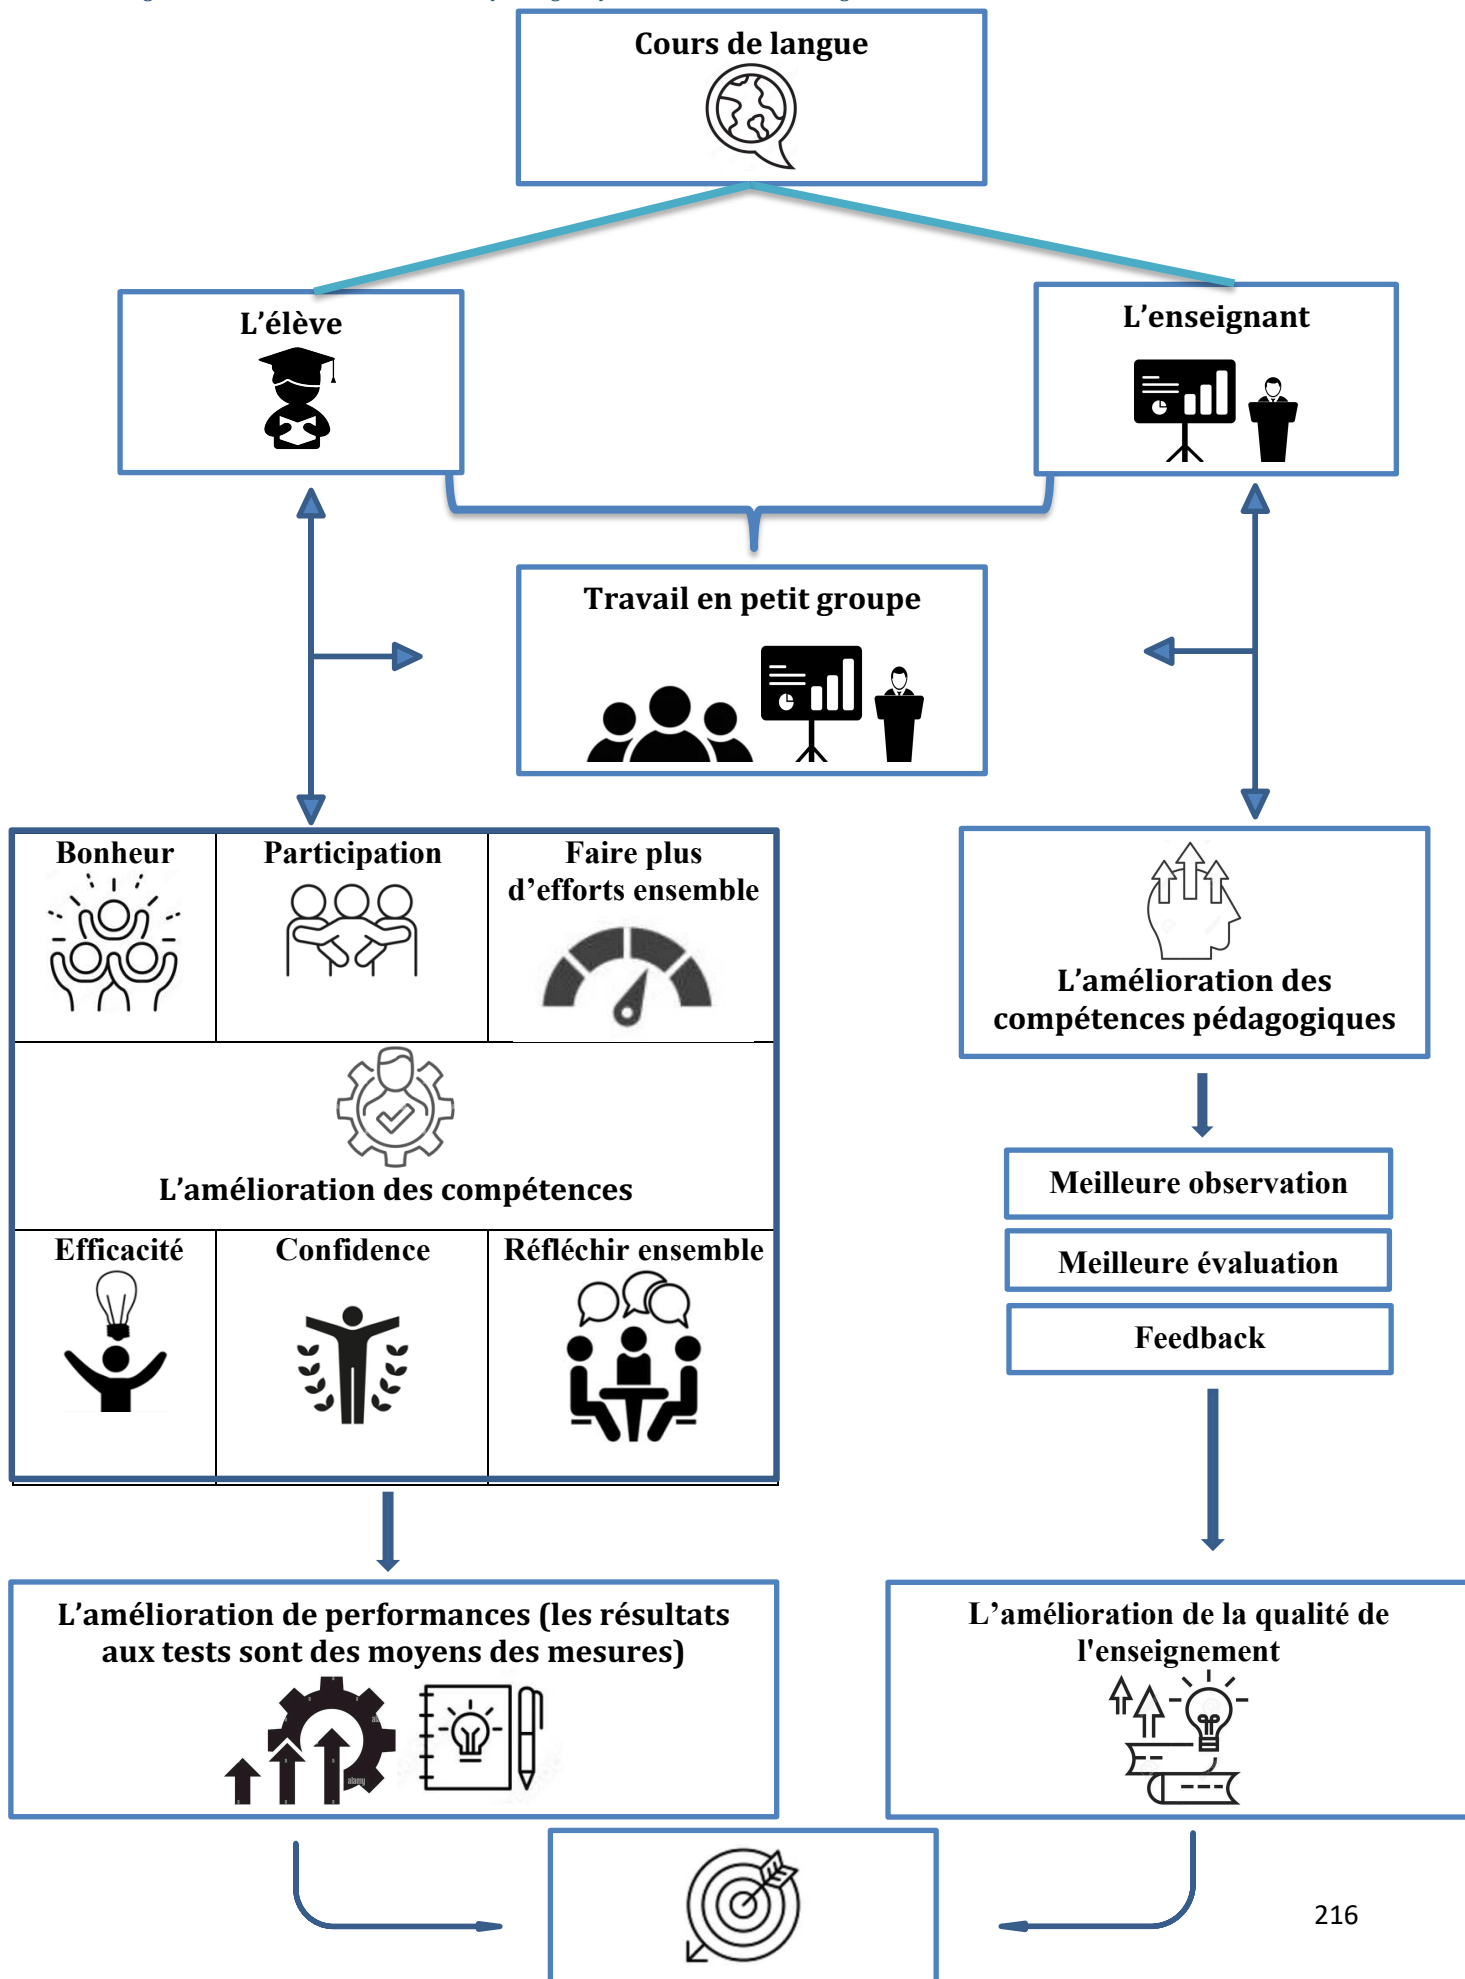 Cours de langue
L’élève
L’enseignant
Travail en petit groupe
Bonheur
Participation
Faire plus
d’efforts ensemble
L’amélioration des
compétences pédagogiques
L’amélioration des compétences
Meilleure observation
Meilleure évaluation
Feedback
Efficacité
Confidence
Réfléchir ensemble
L’amélioration de performances (les résultats
aux tests sont des moyens des mesures)
L’amélioration de la qualité de
l'enseignement
alamy
216